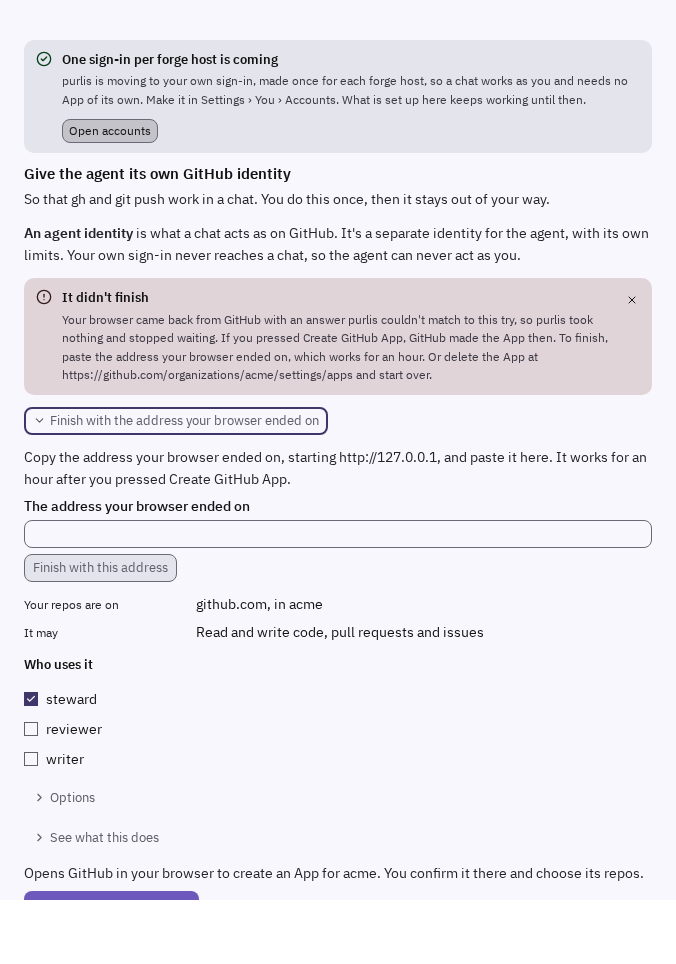 One sign-in per forge host is coming
purlis is moving to your own sign-in, made once for each forge host, so a chat works as you and needs no
App of its own. Make it in Settings › You › Accounts. What is set up here keeps working until then.
Open accounts
Give the agent its own GitHub identity
So that gh and git push work in a chat. You do this once, then it stays out of your way.
An agent identity is what a chat acts as on GitHub. It's a separate identity for the agent, with its own
limits. Your own sign-in never reaches a chat, so the agent can never act as you.
It didn't finish
Your browser came back from GitHub with an answer purlis couldn't match to this try, so purlis took
nothing and stopped waiting. If you pressed Create GitHub App, GitHub made the App then. To finish,
paste the address your browser ended on, which works for an hour. Or delete the App at
https://github.com/organizations/acme/settings/apps and start over.
Finish with the address your browser ended on
Copy the address your browser ended on, starting http://127.0.0.1, and paste it here. It works for an
hour after you pressed Create GitHub App.
The address your browser ended on
Finish with this address
Your repos are on github.com, in acme
It may Read and write code, pull requests and issues
Who uses it
steward
reviewer
writer
Options
See what this does
Opens GitHub in your browser to create an App for acme. You confirm it there and choose its repos.